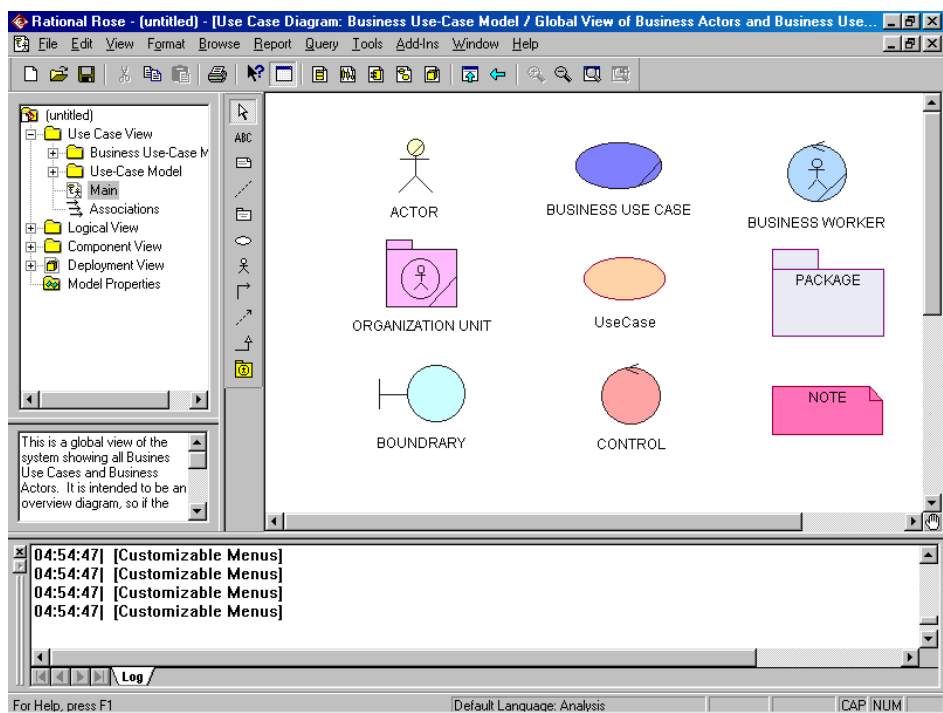 Rational Rose - (untitled) - [Use Case Diagram: Business Use-Case Model / Global View of Business Actors and Business Use...
File Edit View Format Browse Report Query Tools Add-Ins Window Help
(untitled)
Use Case View
Business Use-Case M
Use-Case Model
Main
Associations
Logical View
Component View
Deployment View
Model Properties
This is a global view of the
system showing all Busines
Use Cases and Business
Actors. It is intended to be an
overview diagram, so if the
ABC
ACTOR
BUSINESS USE CASE
BUSINESS WORKER
ORGANIZATION UNIT
UseCase
PACKAGE
BOUNDRARY
CONTROL
NOTE
04:54:47| [Customizable Menus]
04:54:47| [Customizable Menus]
04:54:47| [Customizable Menus]
04:54:47| [Customizable Menus]
Log
For Help, press F1
Default Language: Analysis
CAP NUM